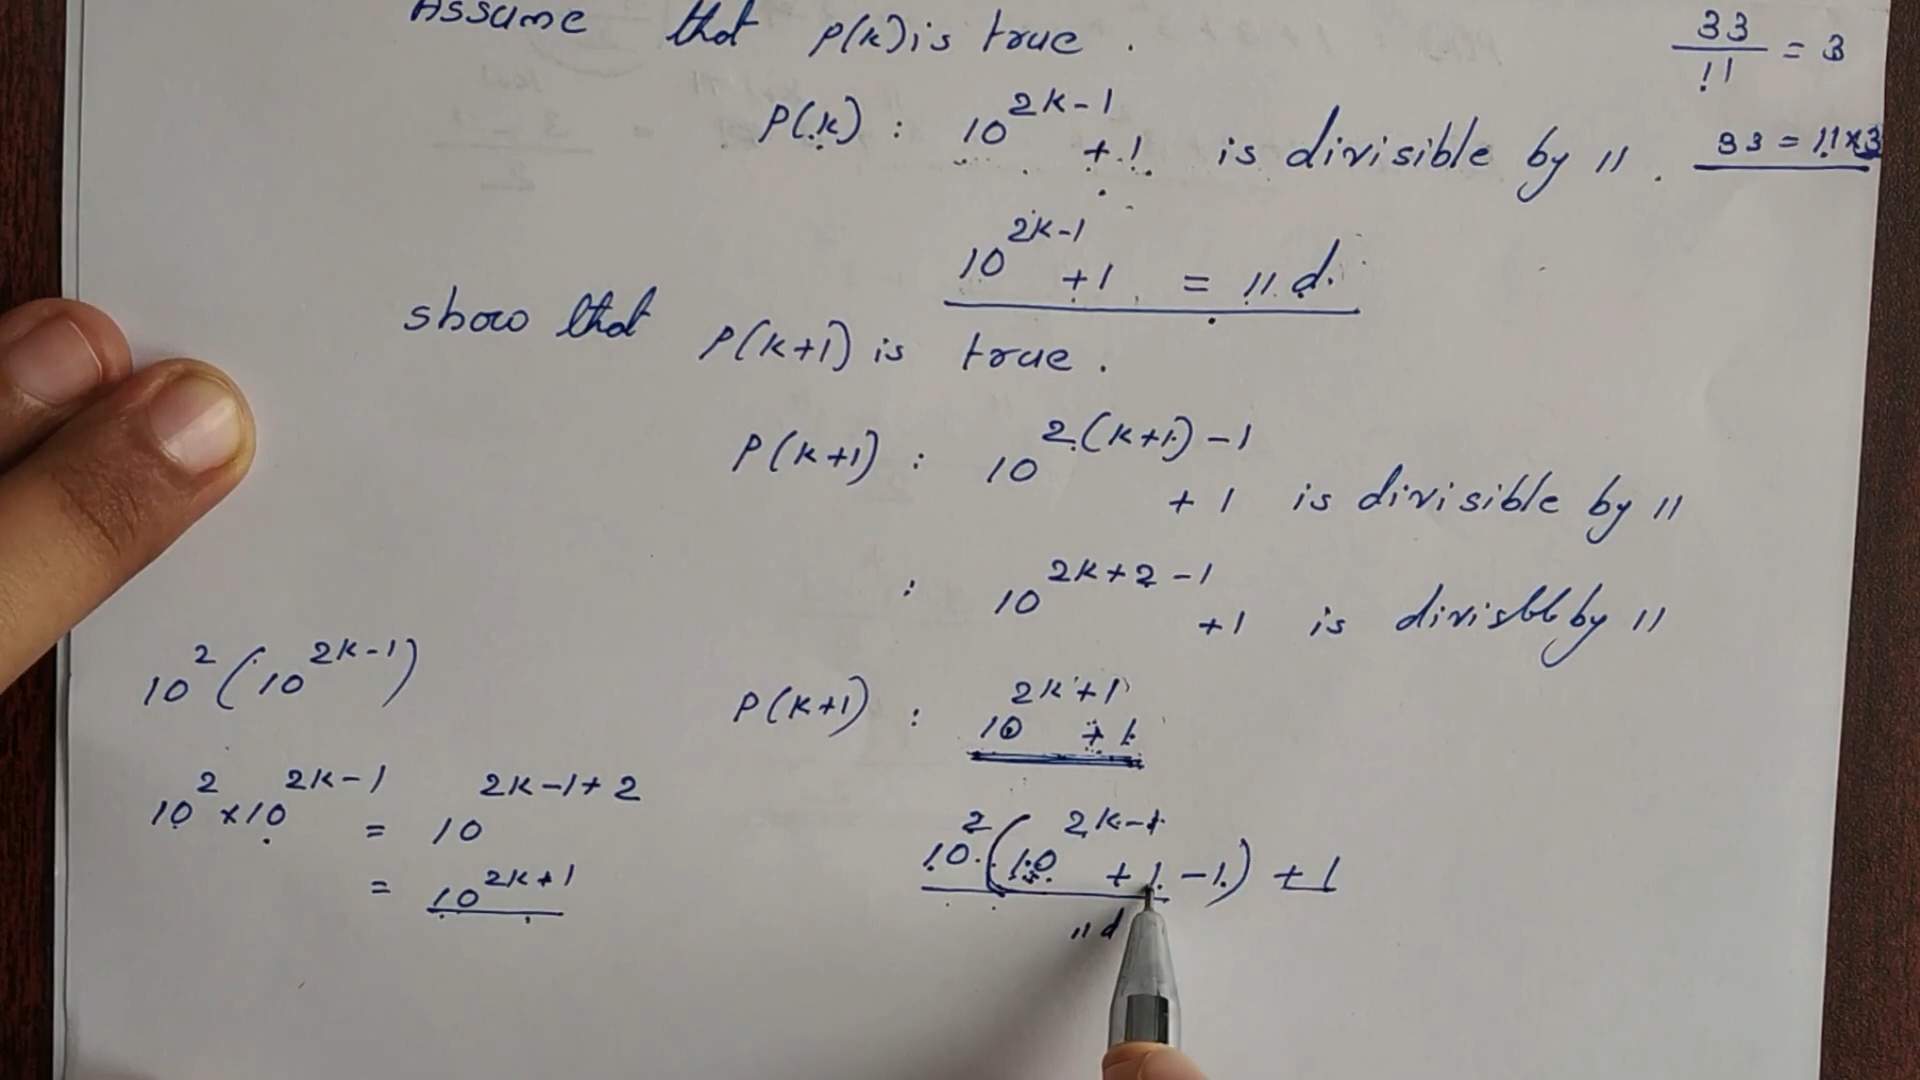 Assume that P(k) is true.
33/11 = 3
P(k) : 10^{2k-1} + 1 is divisible by 11.
33 = 11×3
10^{2k-1} + 1 = 11d.
show that P(k+1) is true.
P(k+1) : 10^{2(k+1)-1} + 1 is divisible by 11
: 10^{2k+2-1} + 1 is divisible by 11
10^2 (10^{2k-1})
P(k+1) : 10^{2k+1} + 1
10^2 × 10^{2k-1} = 10^{2k-1+2}
= 10^{2k+1}
10^2 (10^{2k-1} + 1 - 1) + 1
11d